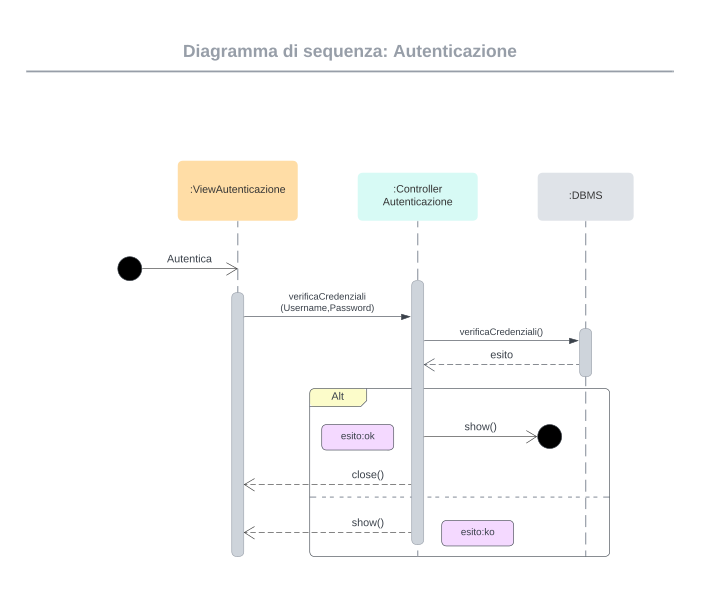 Diagramma di sequenza: Autenticazione
:ViewAutenticazione
:Controller
Autenticazione
:DBMS
Autentica
verificaCredenziali
(Username,Password)
verificaCredenziali()
esito
Alt
esito:ok
show()
close()
show()
esito:ko